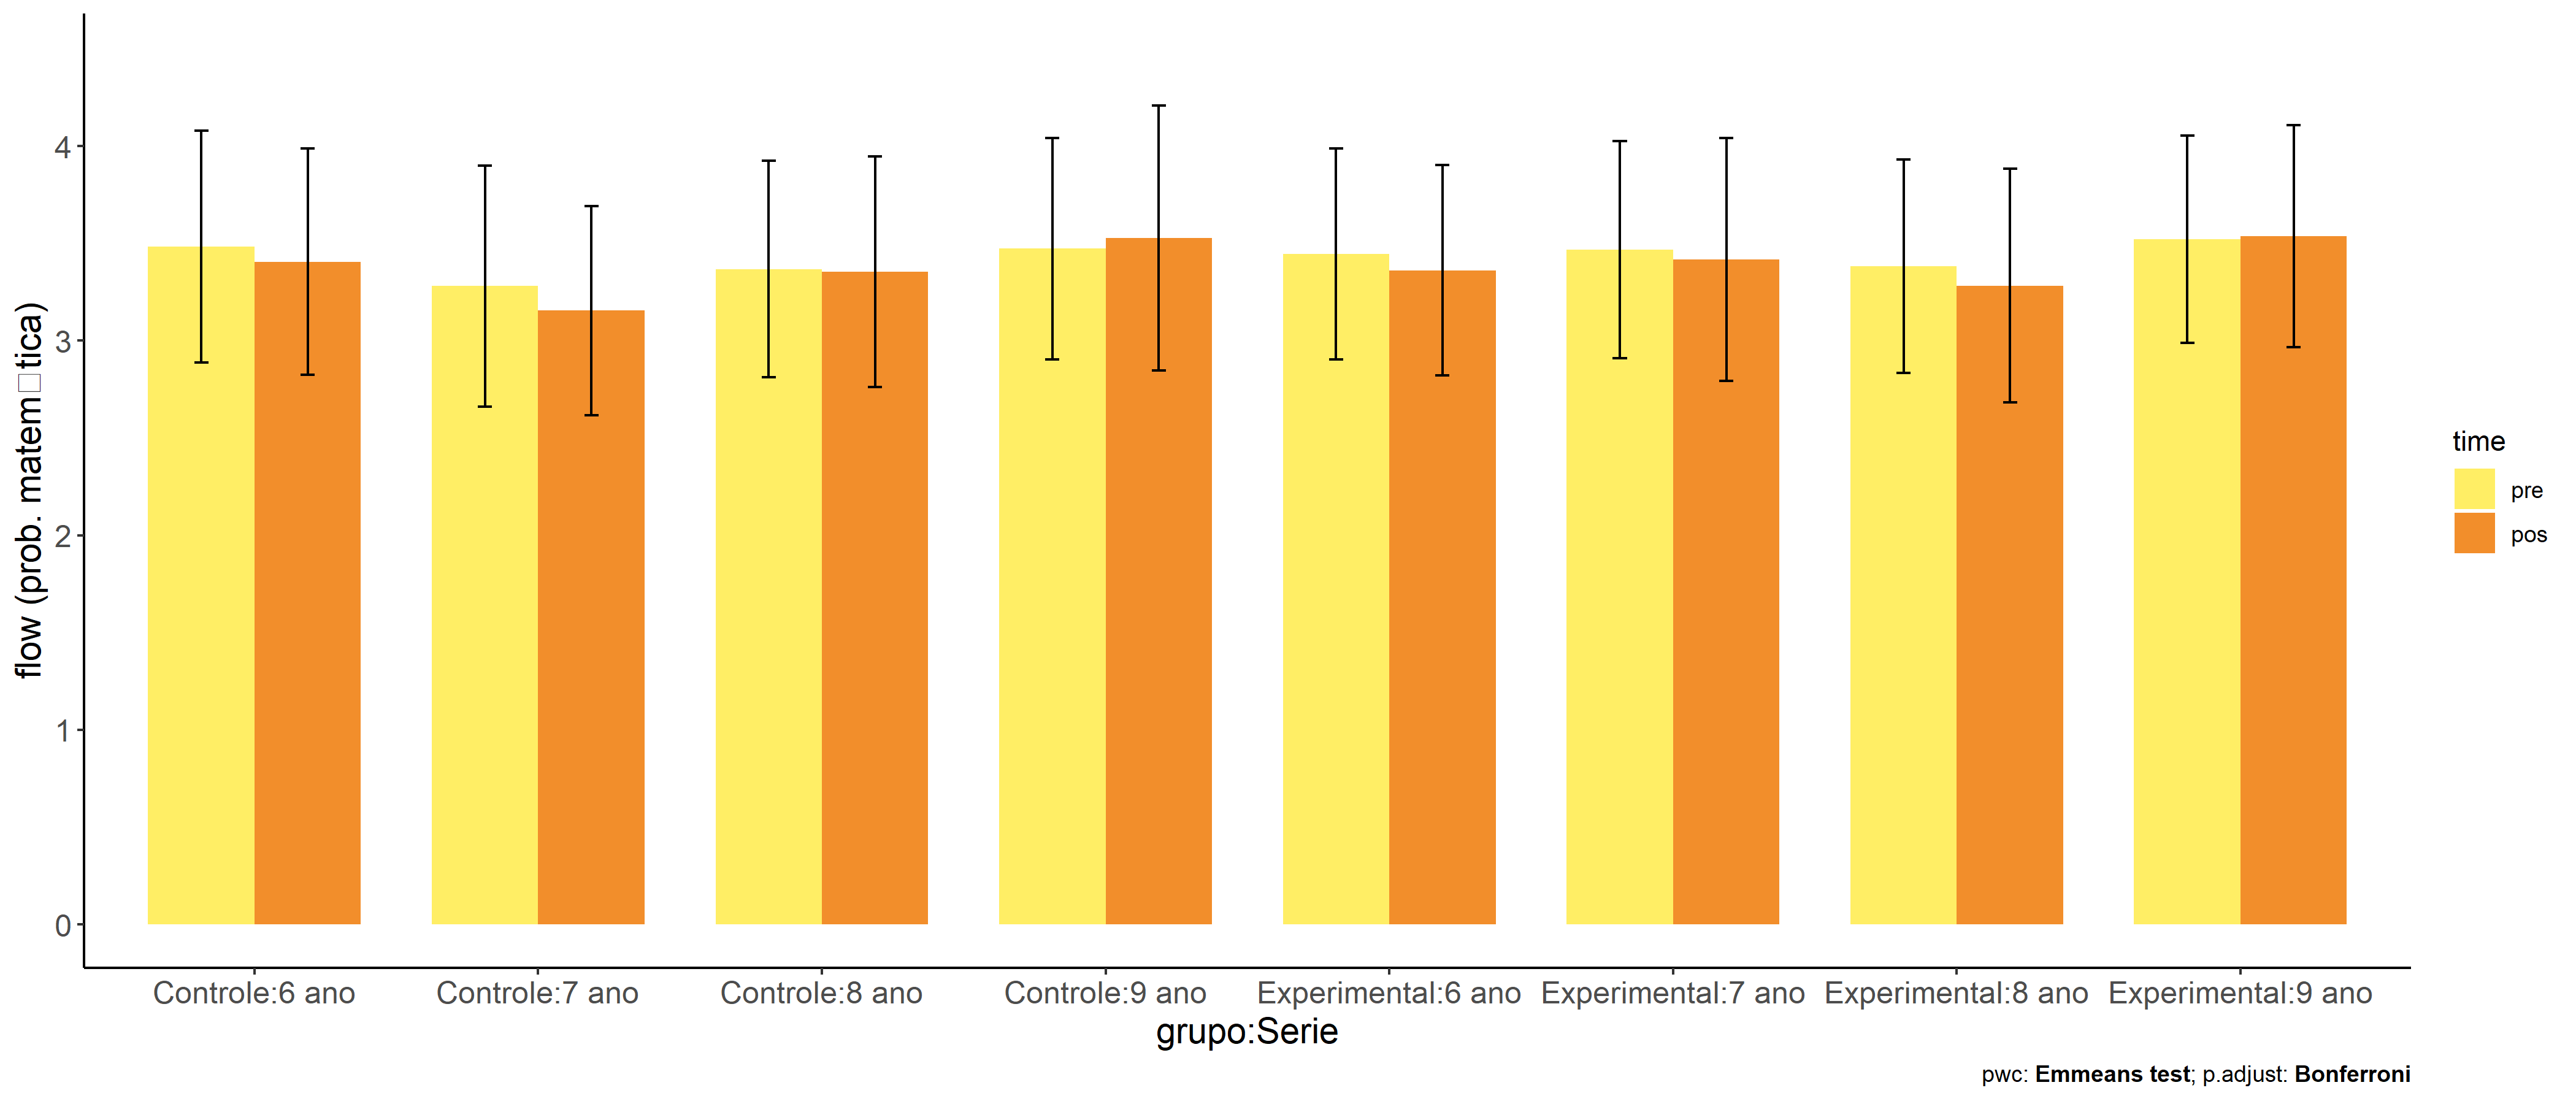 flow (prob. matem□tica)
4
3
2
1
0
Controle:6 ano Controle:7 ano Controle:8 ano Controle:9 ano Experimental:6 ano Experimental:7 ano Experimental:8 ano Experimental:9 ano
grupo:Serie
time
pre
pos
pwc: Emmeans test; p.adjust: Bonferroni